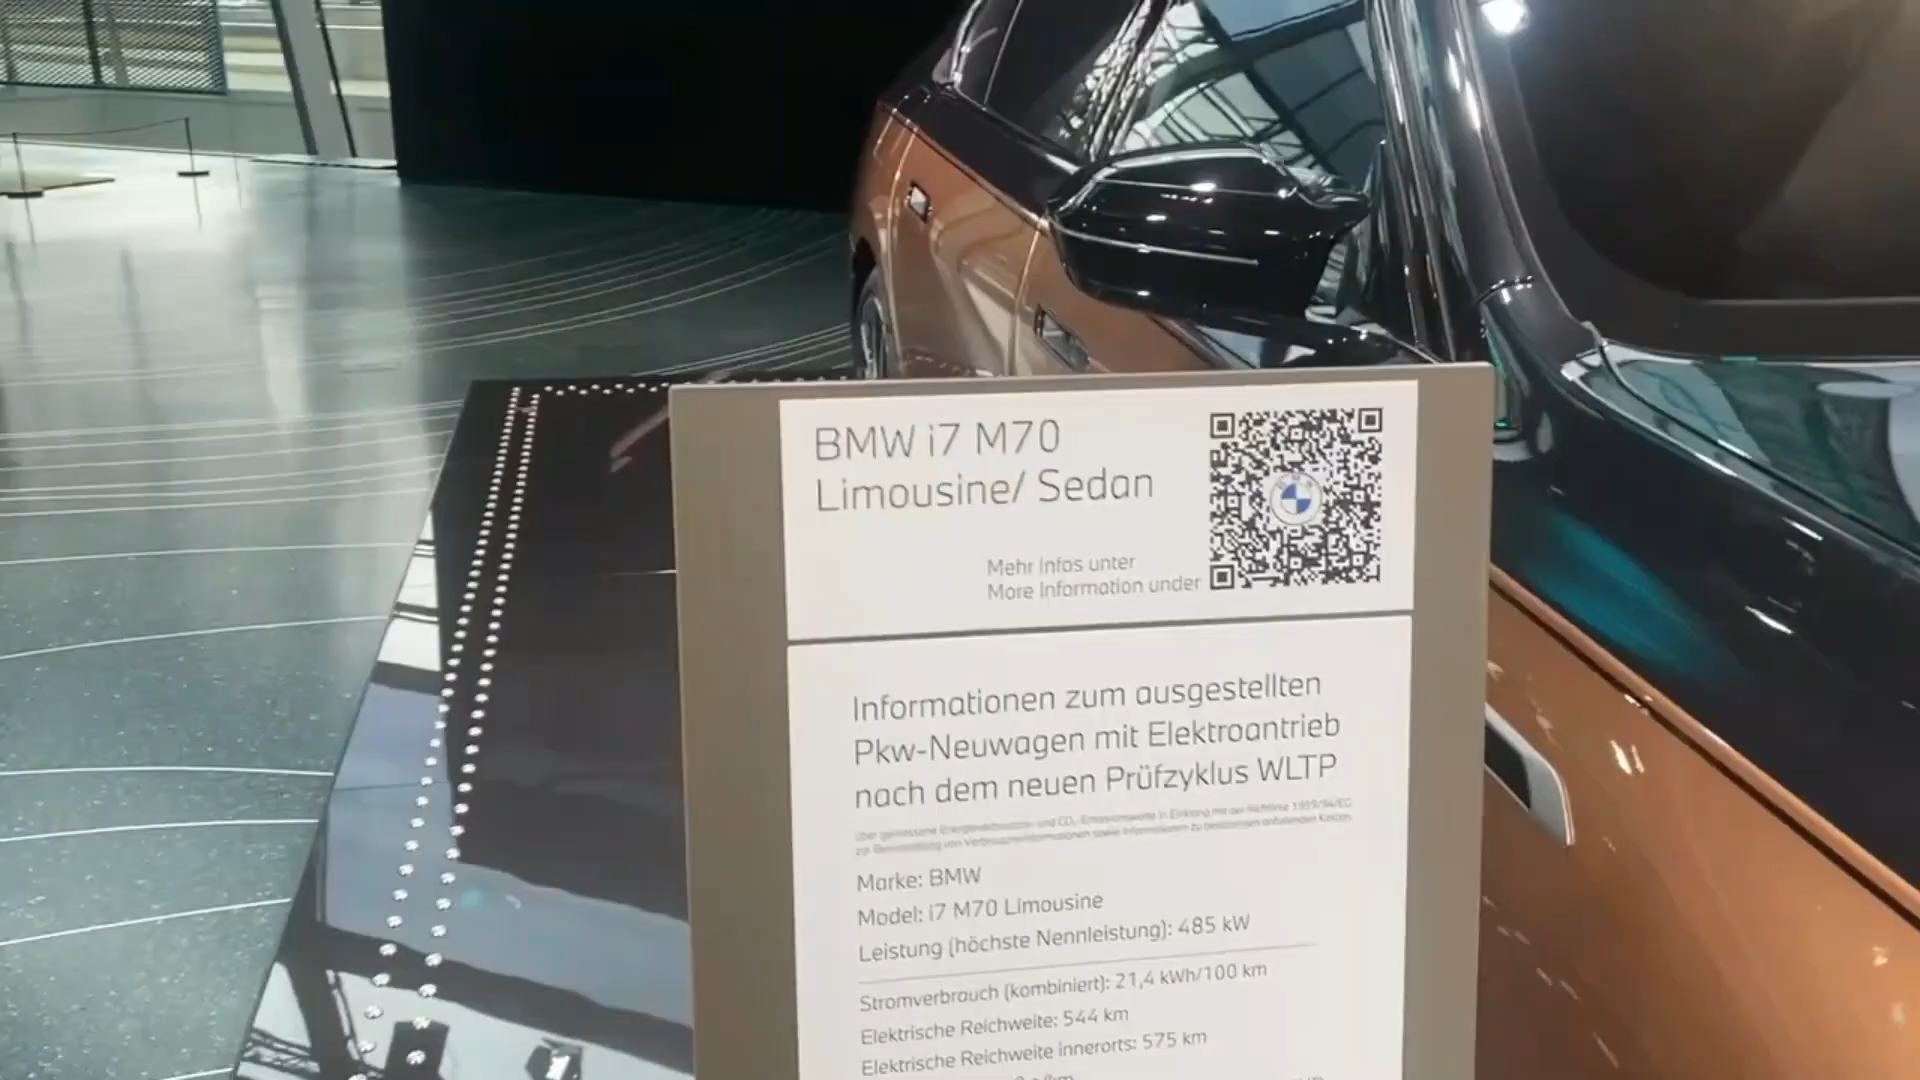 BMW i7 M70
Limousine/ Sedan
Mehr Infos unter
More Information under
Informationen zum ausgestellten
Pkw-Neuwagen mit Elektroantrieb
nach dem neuen Prüfzyklus WLTP
Marke: BMW
Model: i7 M70 Limousine
Leistung (höchste Nennleistung): 485 kW
Stromverbrauch (kombiniert): 21,4 kWh/100 km
Elektrische Reichweite: 544 km
Elektrische Reichweite innerorts: 575 km